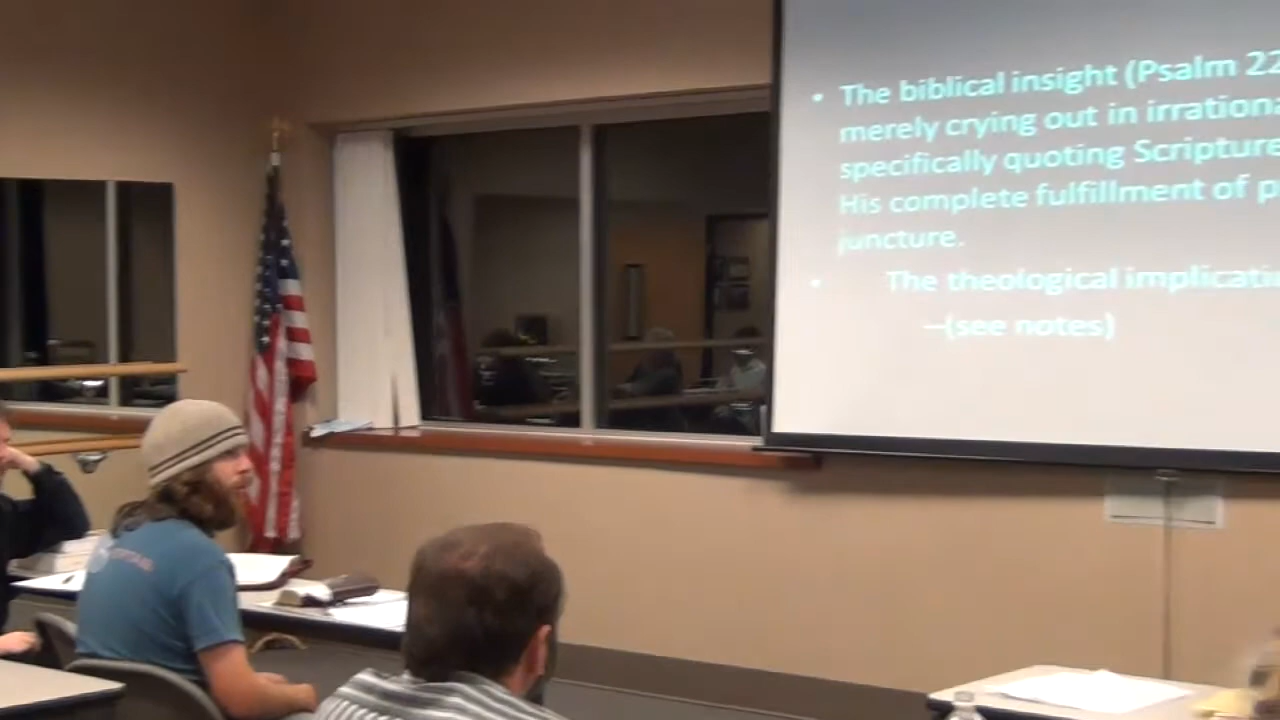 • The biblical insight (Psalm 22
merely crying out in irration
specifically quoting Scripture
His complete fulfillment of p
juncture.
• The theological implicati
–(see notes)